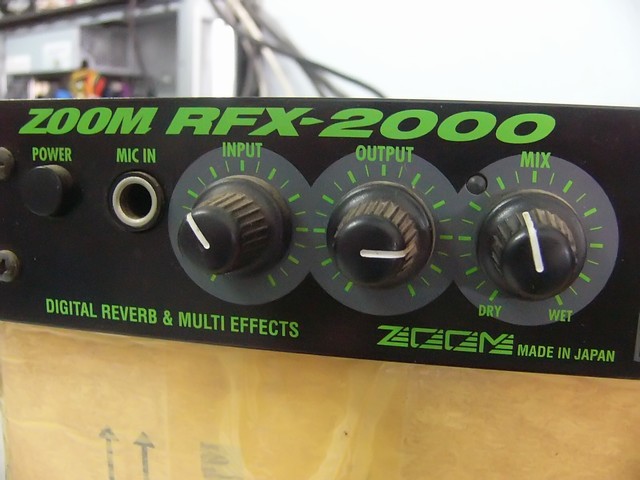 ZOOM RFX-2000
POWER
MIC IN
INPUT
OUTPUT
MIX
DRY
WET
DIGITAL REVERB & MULTI EFFECTS
ZOOM MADE IN JAPAN